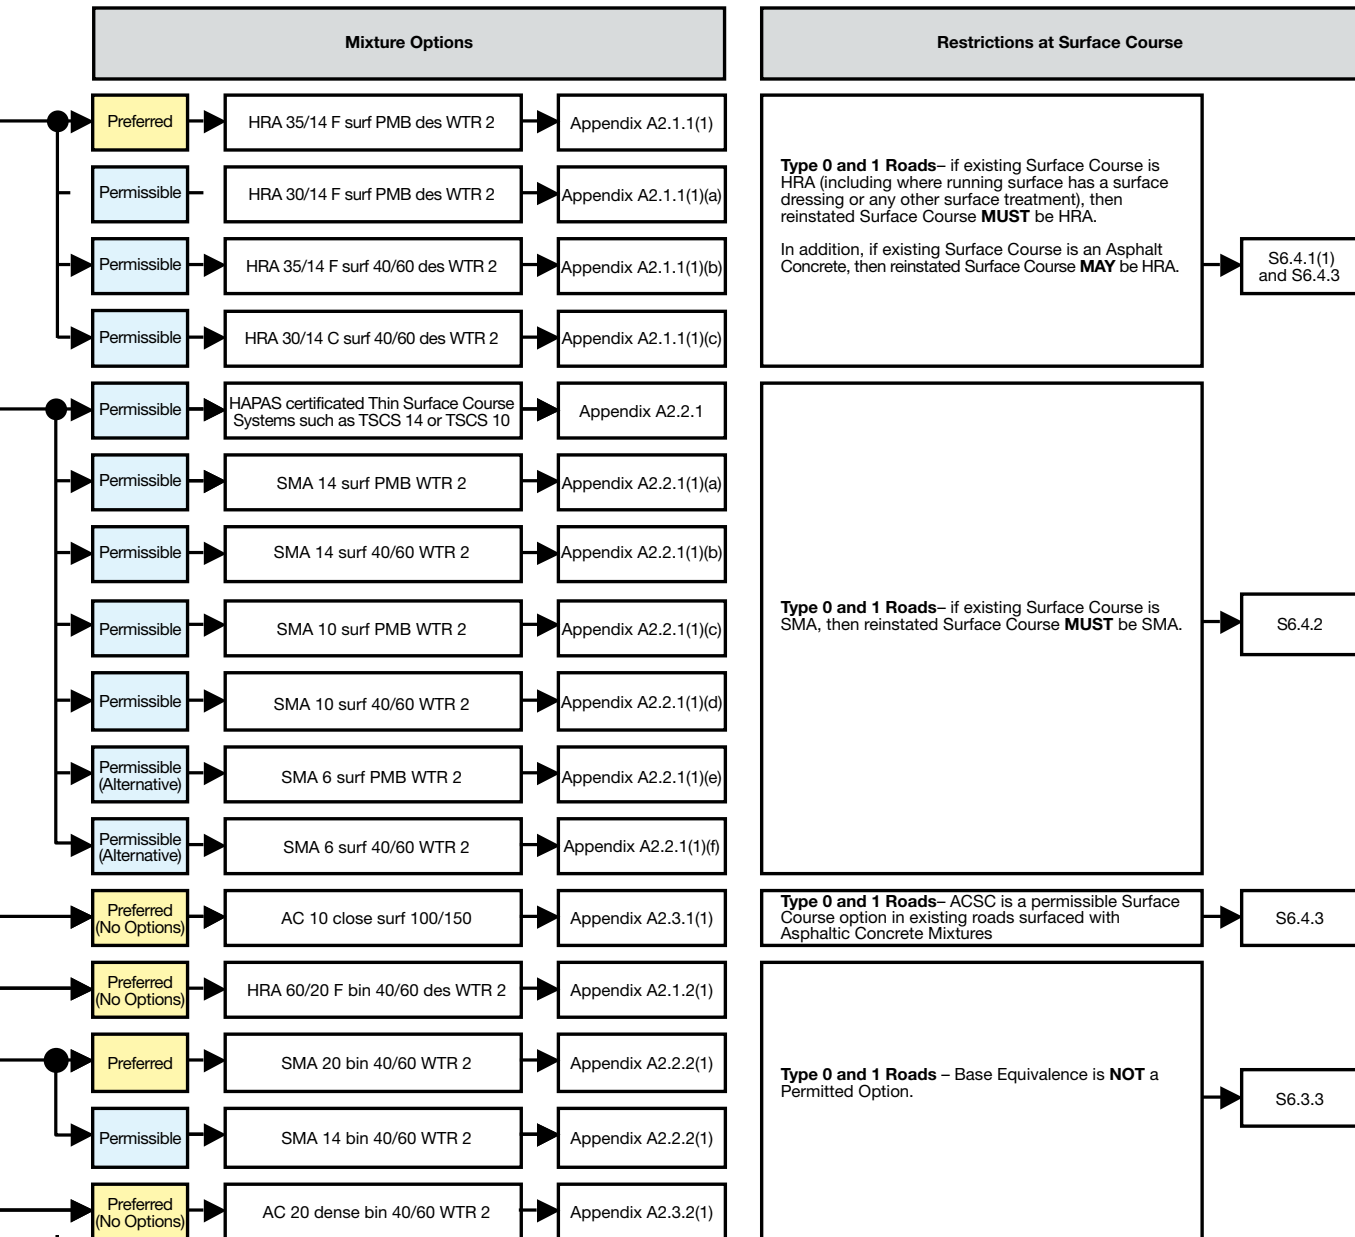 Mixture Options
Restrictions at Surface Course
Preferred
HRA 35/14 F surf PMB des WTR 2
Appendix A2.1.1(1)
Permissible
HRA 30/14 F surf PMB des WTR 2
Appendix A2.1.1(1)(a)
Permissible
HRA 35/14 F surf 40/60 des WTR 2
Appendix A2.1.1(1)(b)
Permissible
HRA 30/14 C surf 40/60 des WTR 2
Appendix A2.1.1(1)(c)
Type 0 and 1 Roads– if existing Surface Course is
HRA (including where running surface has a surface
dressing or any other surface treatment), then
reinstated Surface Course MUST be HRA.
In addition, if existing Surface Course is an Asphalt
Concrete, then reinstated Surface Course MAY be HRA.
S6.4.1(1)
and S6.4.3
Permissible
HAPAS certificated Thin Surface Course
Systems such as TSCS 14 or TSCS 10
Appendix A2.2.1
Permissible
SMA 14 surf PMB WTR 2
Appendix A2.2.1(1)(a)
Permissible
SMA 14 surf 40/60 WTR 2
Appendix A2.2.1(1)(b)
Permissible
SMA 10 surf PMB WTR 2
Appendix A2.2.1(1)(c)
Permissible
SMA 10 surf 40/60 WTR 2
Appendix A2.2.1(1)(d)
Permissible
(Alternative)
SMA 6 surf PMB WTR 2
Appendix A2.2.1(1)(e)
Permissible
(Alternative)
SMA 6 surf 40/60 WTR 2
Appendix A2.2.1(1)(f)
Type 0 and 1 Roads– if existing Surface Course is
SMA, then reinstated Surface Course MUST be SMA.
S6.4.2
Preferred
(No Options)
AC 10 close surf 100/150
Appendix A2.3.1(1)
Type 0 and 1 Roads– ACSC is a permissible Surface
Course option in existing roads surfaced with
Asphaltic Concrete Mixtures
S6.4.3
Preferred
(No Options)
HRA 60/20 F bin 40/60 des WTR 2
Appendix A2.1.2(1)
Preferred
SMA 20 bin 40/60 WTR 2
Appendix A2.2.2(1)
Permissible
SMA 14 bin 40/60 WTR 2
Appendix A2.2.2(1)
Preferred
(No Options)
AC 20 dense bin 40/60 WTR 2
Appendix A2.3.2(1)
Type 0 and 1 Roads – Base Equivalence is NOT a
Permitted Option.
S6.3.3